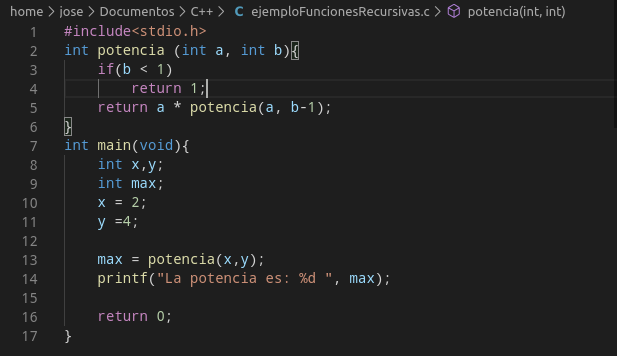 home > jose > Documentos > C++ > C ejemploFuncionesRecursivas.c > potencia(int, int)
1 #include<stdio.h>
2 int potencia (int a, int b){
3     if(b < 1)
4         return 1;
5     return a * potencia(a, b-1);
6 }
7 int main(void){
8     int x,y;
9     int max;
10     x = 2;
11     y =4;
12
13     max = potencia(x,y);
14     printf("La potencia es: %d ", max);
15
16     return 0;
17 }